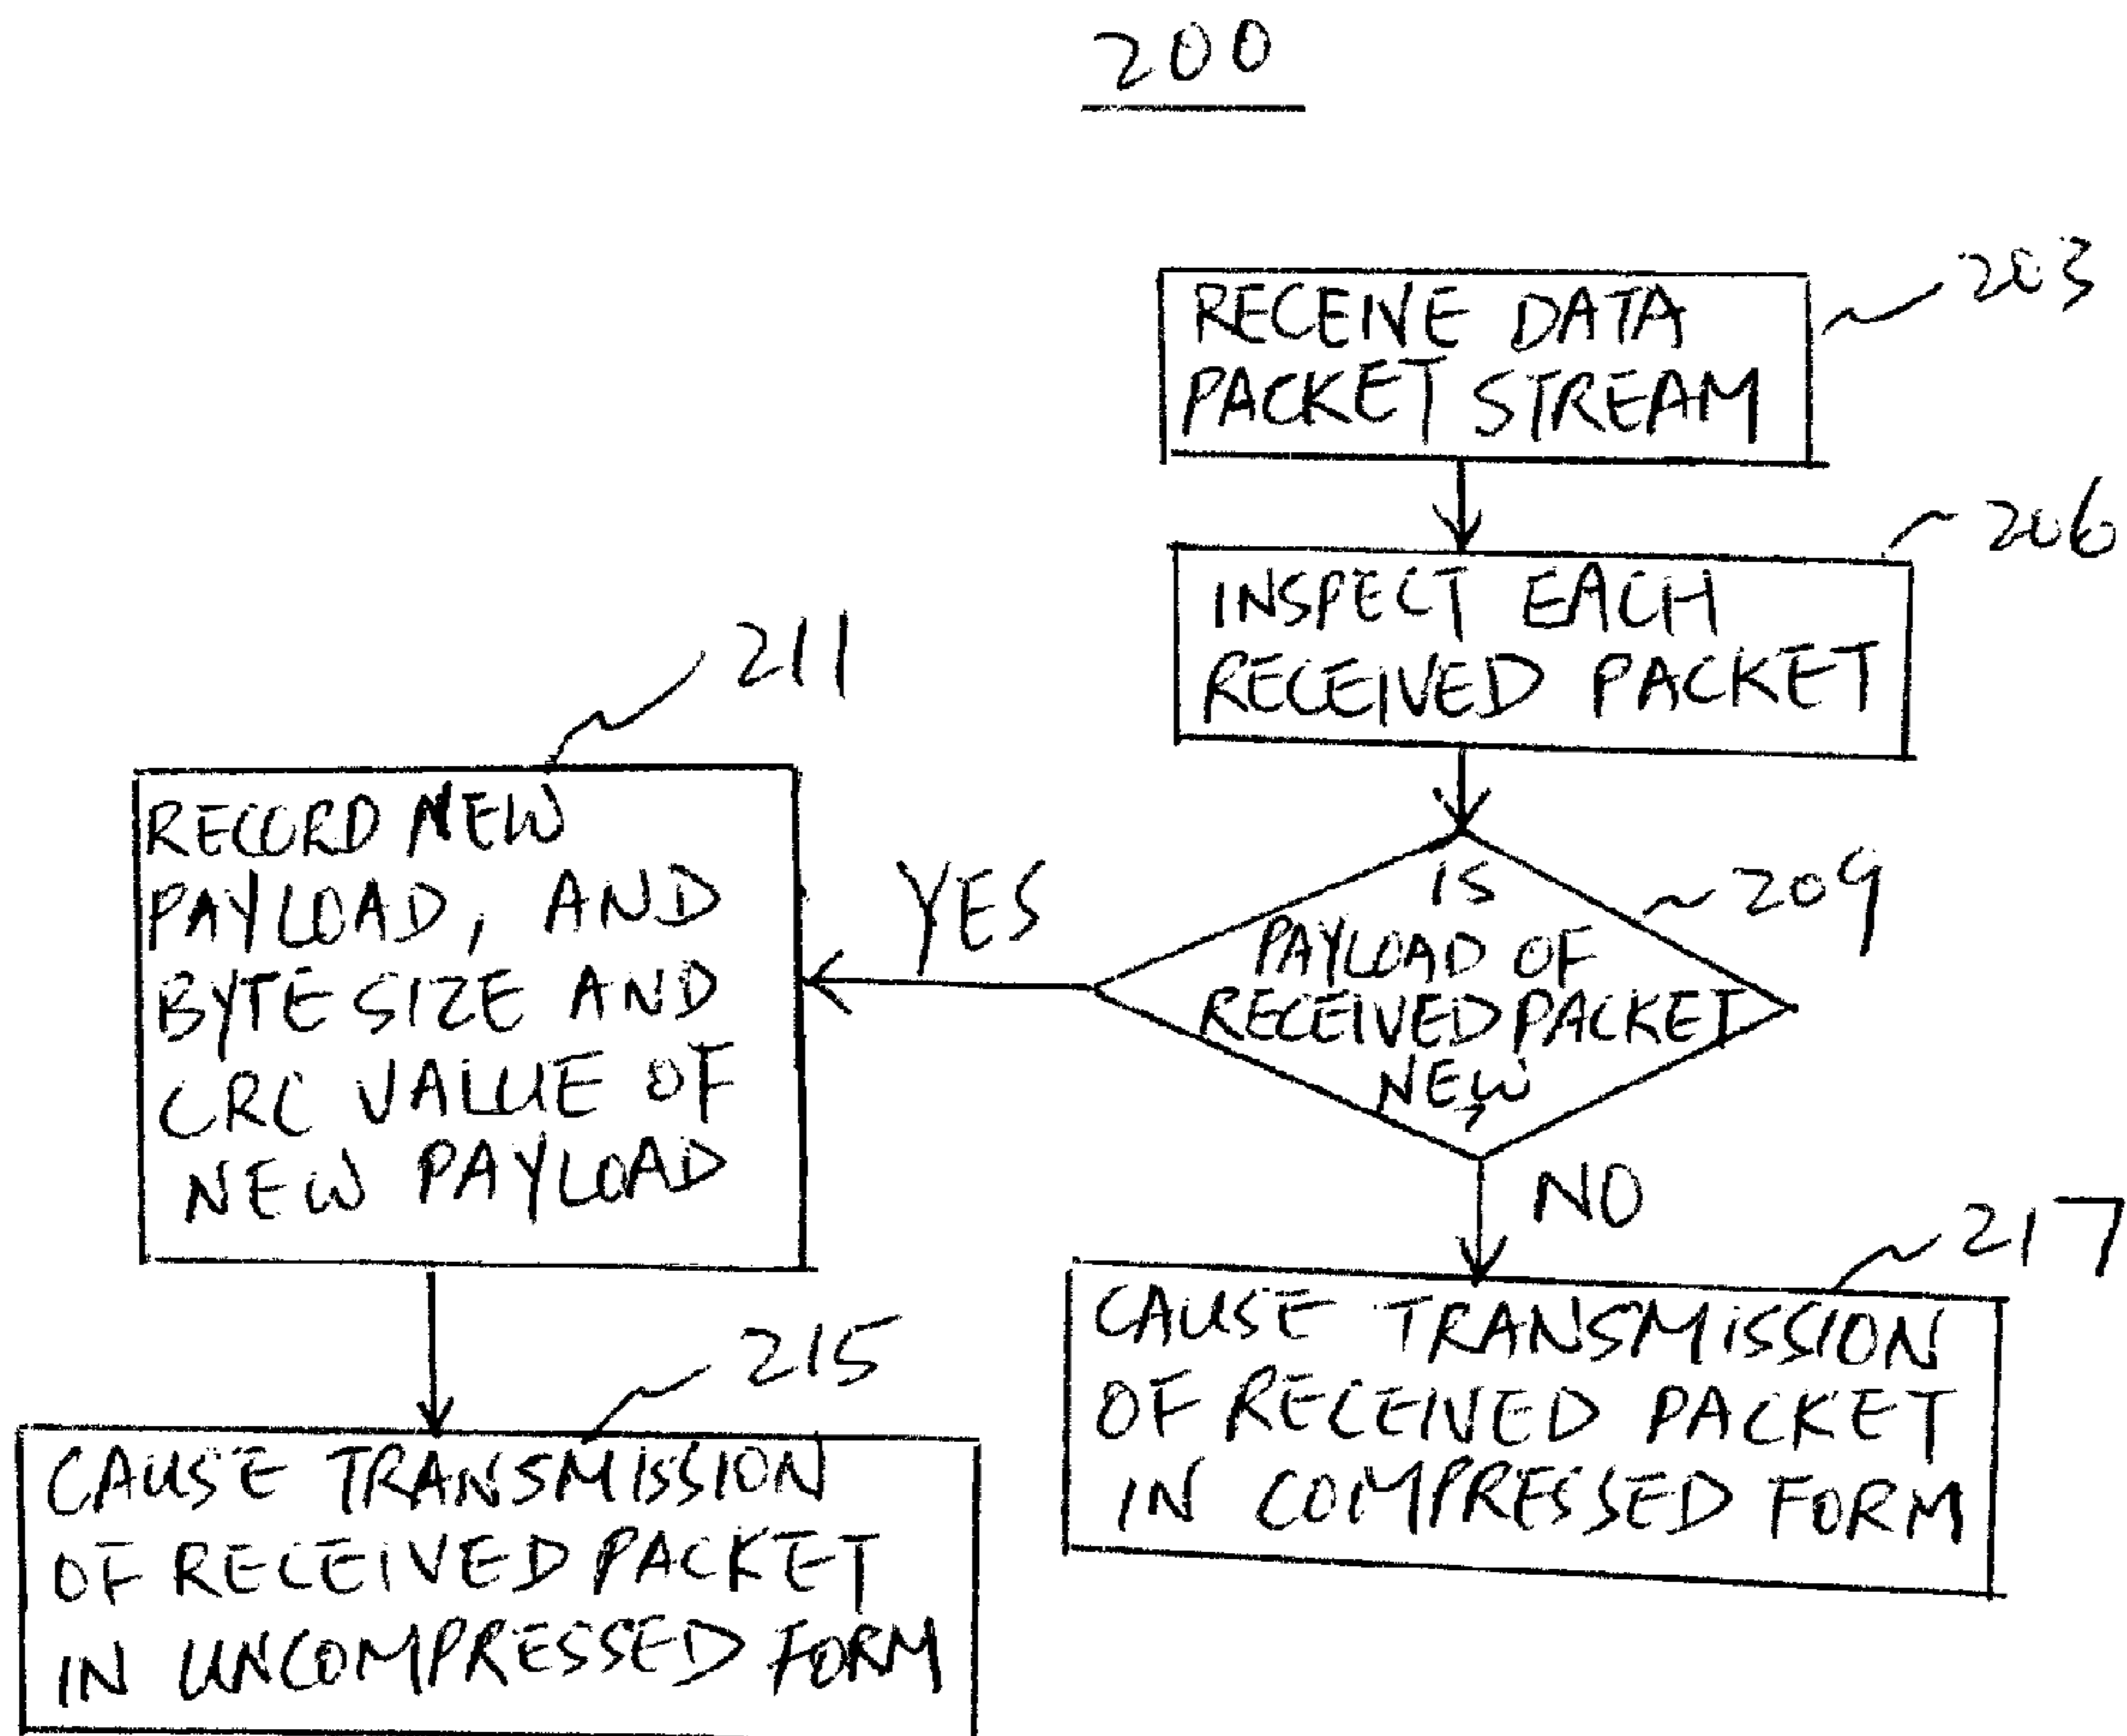 200
RECEIVE DATA
PACKET STREAM
203
INSPECT EACH
RECEIVED PACKET
206
IS
PAYLOAD OF
RECEIVED PACKET
NEW
?
209
YES
NO
211
RECORD NEW
PAYLOAD, AND
BYTE SIZE AND
CRC VALUE OF
NEW PAYLOAD
215
CAUSE TRANSMISSION
OF RECEIVED PACKET
IN UNCOMPRESSED FORM
217
CAUSE TRANSMISSION
OF RECEIVED PACKET
IN COMPRESSED FORM